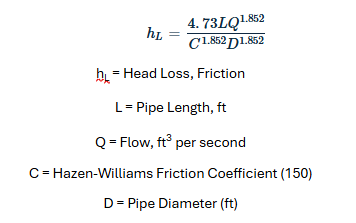 h_L = 4.73LQ^1.852 / C^1.852 D^1.852
h_L = Head Loss, Friction
L = Pipe Length, ft
Q = Flow, ft³ per second
C = Hazen-Williams Friction Coefficient (150)
D = Pipe Diameter (ft)